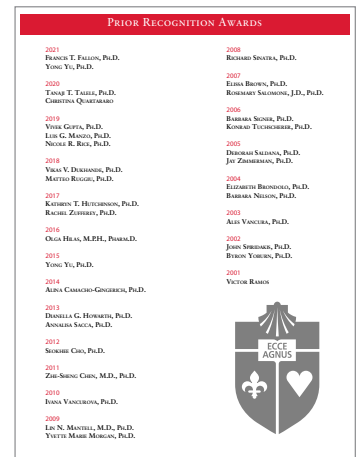 Prior Recognition Awards
2021
Francis T. Fallon, Ph.D.
Yong Yu, Ph.D.
2020
Tanaji T. Talele, Ph.D.
Christina Quartararo
2019
Vivek Gupta, Ph.D.
Luis G. Manzo, Ph.D.
Nicole R. Rice, Ph.D.
2018
Vikas V. Dukhande, Ph.D.
Matteo Ruggiu, Ph.D.
2017
Kathryn T. Hutchinson, Ph.D.
Rachel Zufferey, Ph.D.
2016
Olga Hilas, M.P.H., Pharm.D.
2015
Yong Yu, Ph.D.
2014
Alina Camacho-Gingerich, Ph.D.
2013
Dianella G. Howarth, Ph.D.
Annalisa Sacca, Ph.D.
2012
Seokhee Cho, Ph.D.
2011
Zhe-Sheng Chen, M.D., Ph.D.
2010
Ivana Vancurova, Ph.D.
2009
Lin N. Mantell, M.D., Ph.D.
Yvette Marie Morgan, Ph.D.
2008
Richard Sinatra, Ph.D.
2007
Elissa Brown, Ph.D.
Rosemary Salomone, J.D., Ph.D.
2006
Barbara Signer, Ph.D.
Konrad Tuchscherer, Ph.D.
2005
Deborah Saldana, Ph.D.
Jay Zimmerman, Ph.D.
2004
Elizabeth Brondolo, Ph.D.
Barbara Nelson, Ph.D.
2003
Ales Vancura, Ph.D.
2002
John Spiridakis, Ph.D.
Byron Yoburn, Ph.D.
2001
Victor Ramos
ECCE
AGNUS